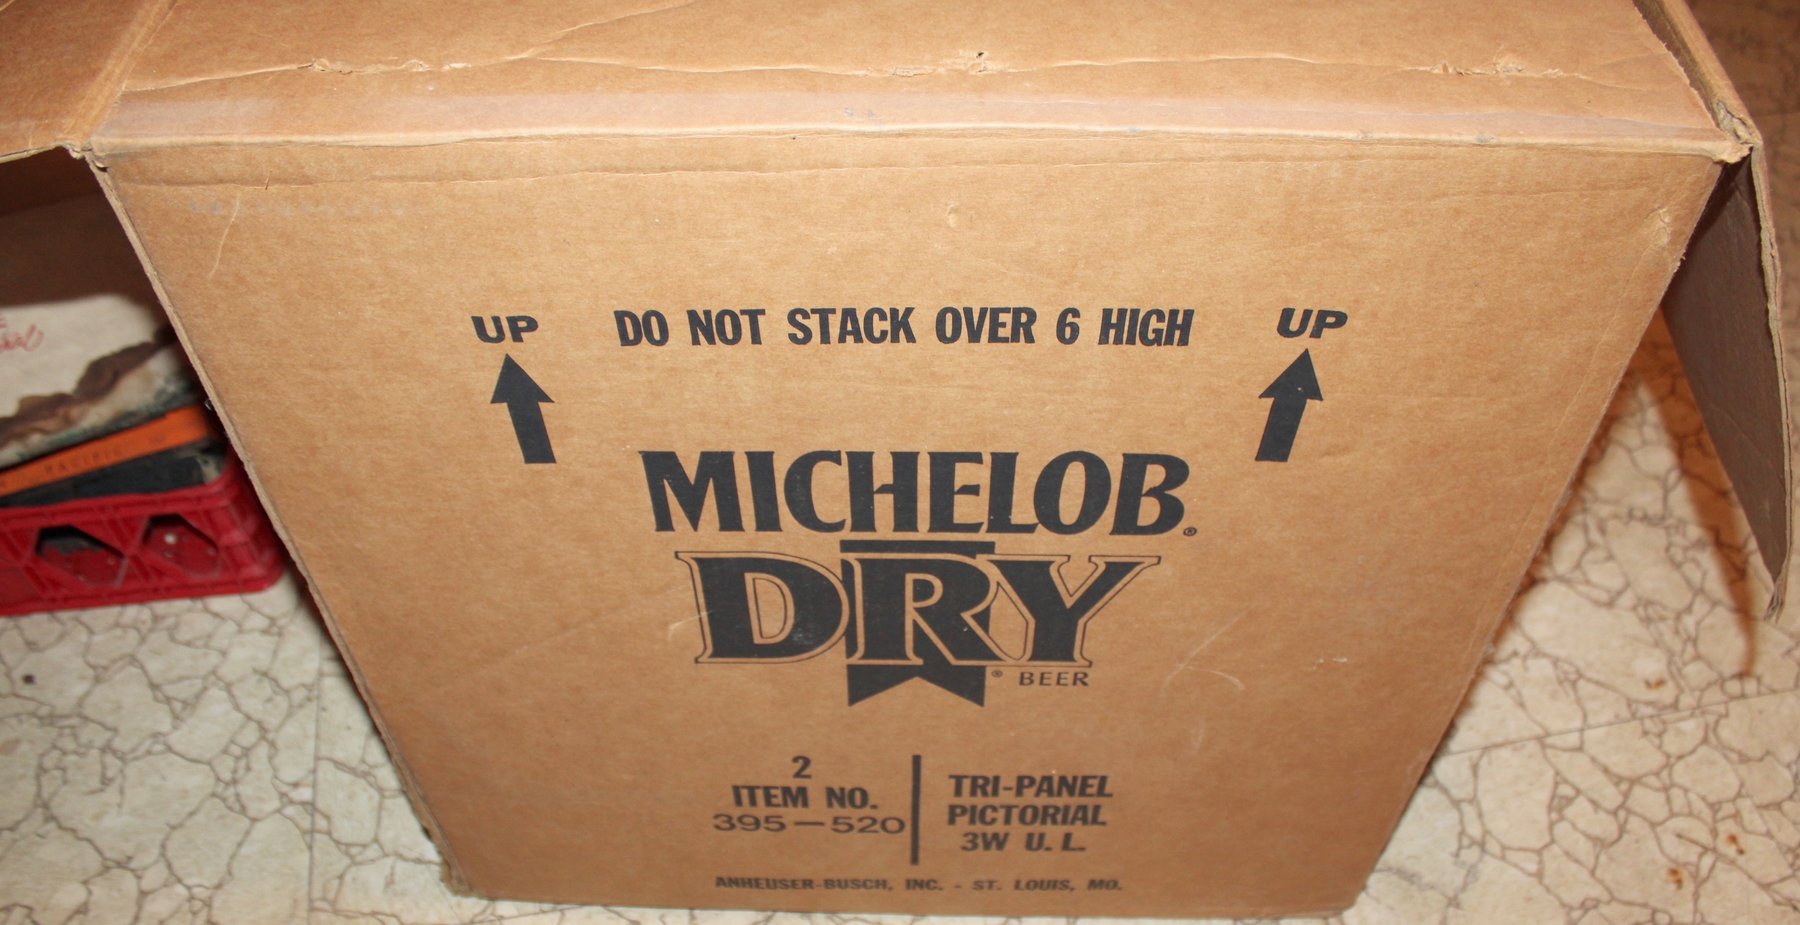 UP DO NOT STACK OVER 6 HIGH UP
MICHELOB®
DRY
® BEER
2
ITEM NO.
395-520
TRI-PANEL
PICTORIAL
3W U.L.
ANHEUSER-BUSCH, INC. - ST. LOUIS, MO.
PACIFIC